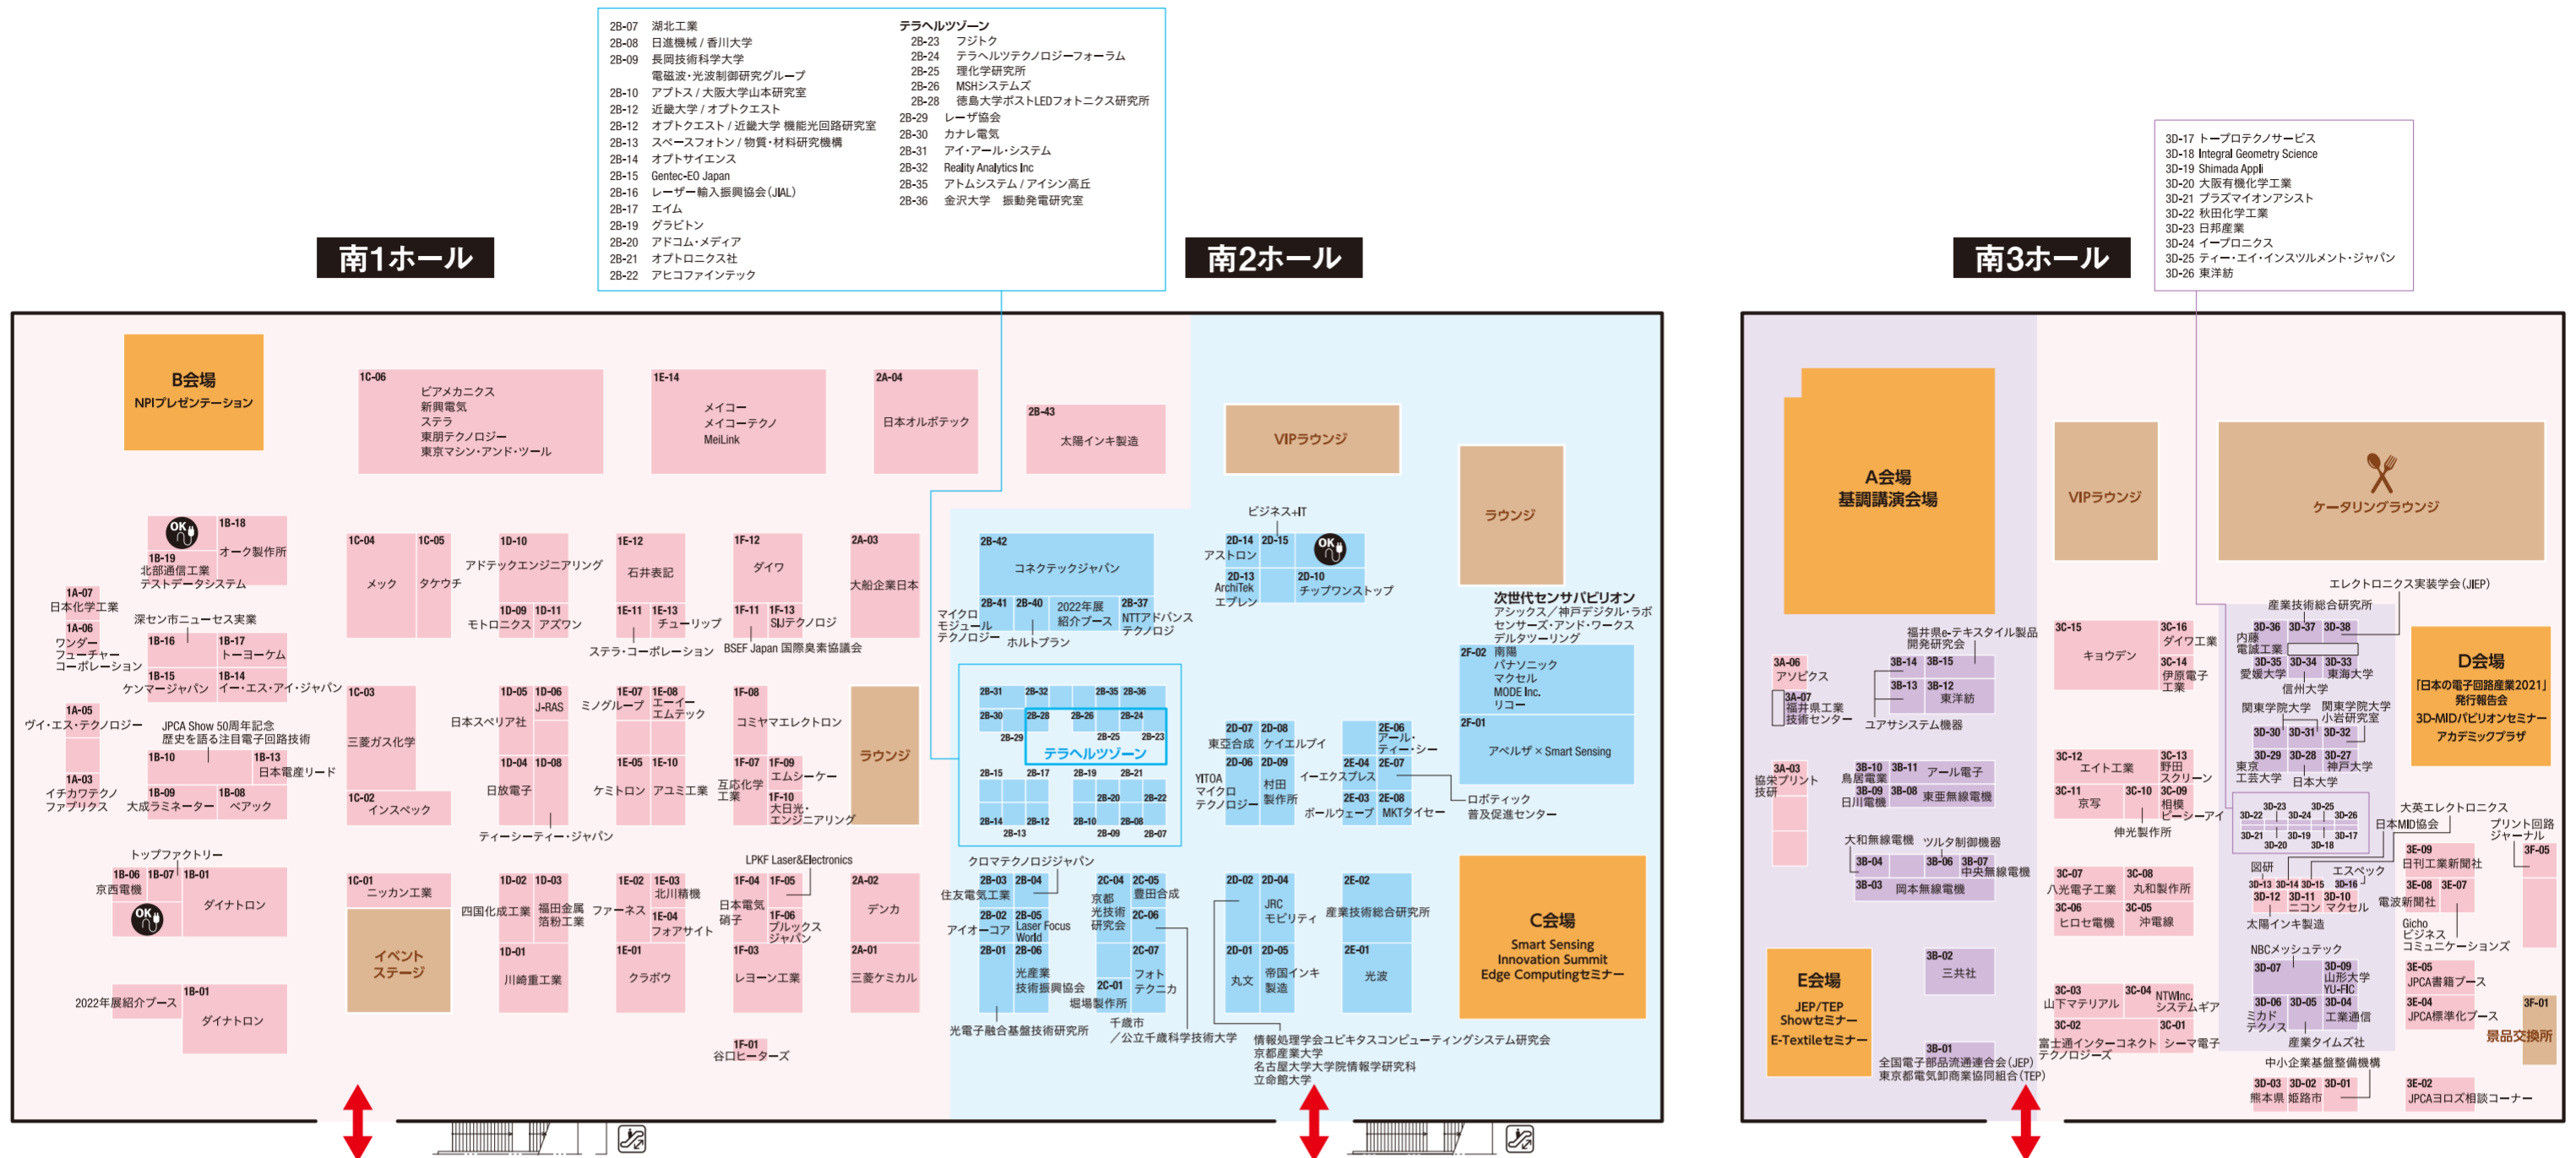 2B-07 湖北工業
2B-08 日進機械 / 香川大学
2B-09 長岡技術科学大学
電磁波・光波制御研究グループ
2B-10 アプトス / 大阪大学山本研究室
2B-12 近畿大学 / オプトクエスト
2B-12 オプトクエスト / 近畿大学 機能光回路研究室
2B-13 スペースフォトン / 物質・材料研究機構
2B-14 オプトサイエンス
2B-15 Gentec-EO Japan
2B-16 レーザー輸入振興協会（JIAL）
2B-17 エイム
2B-19 グラビトン
2B-20 アドコム・メディア
2B-21 オプトロニクス社
2B-22 アヒコファインテック
テラヘルツゾーン
2B-23 フジトク
2B-24 テラヘルツテクノロジーフォーラム
2B-25 理化学研究所
2B-26 MSHシステムズ
2B-28 徳島大学ポストLEDフォトニクス研究所
2B-29 レーザ協会
2B-30 カナレ電気
2B-31 アイ・アール・システム
2B-32 Reality Analytics Inc
2B-35 アトムシステム / アイシン高丘
2B-36 金沢大学 振動発電研究室
3D-17 トープロテクノサービス
3D-18 Integral Geometry Science
3D-19 Shimada Appli
3D-20 大阪有機化学工業
3D-21 プラズマイオンアシスト
3D-22 秋田化学工業
3D-23 日邦産業
3D-24 イープロニクス
3D-25 ティー・エイ・インスツルメント・ジャパン
3D-26 東洋紡
南1ホール
南2ホール
南3ホール
B会場
NPIプレゼンテーション
1C-06
ビアメカニクス
新興電気
ステラ
東朋テクノロジー
東京マシン・アンド・ツール
1E-14
メイコー
メイコーテクノ
MeiLink
2A-04
日本オルボテック
2B-43
太陽インキ製造
OK
1B-18
オーク製作所
1B-19
北部通信工業
テストデータシステム
1A-07
日本化学工業
1A-06
ワンダー
フューチャー
コーポレーション
深セン市ニューセス実業
1B-16
1B-17
トーヨーケム
1B-15
ケンマージャパン
1B-14
イー・エス・アイ・ジャパン
1A-05
ヴイ・エス・テクノロジー
JPCA Show 50周年記念
歴史を語る注目電子回路技術
1B-10
1B-13
日本電産リード
1A-03
イチカワテクノ
ファブリクス
1B-09
大成ラミネーター
1B-08
ベアック
トップファクトリー
1B-06
京西電機
1B-07
OK
1B-01
ダイナトロン
2022年展紹介ブース
1B-01
ダイナトロン
1C-04
メック
1C-05
タケウチ
1C-03
三菱ガス化学
1C-02
インスペック
1C-01
ニッカン工業
イベント
ステージ
1D-10
アドテックエンジニアリング
1D-09
モトロニクス
1D-11
アズワン
1D-05
日本スペリア社
1D-06
J-RAS
1D-04
日放電子
1D-08
ティーシーティー・ジャパン
1D-02
四国化成工業
1D-03
福田金属
箔粉工業
1D-01
川崎重工業
1E-12
石井表記
1E-11
1E-13
チューリップ
ステラ・コーポレーション
1E-07
ミノグループ
1E-08
エーイー
エムテック
1E-05
ケミトロン
1E-10
アユミ工業
1E-02
ファーネス
1E-03
北川精機
1E-04
フォアサイト
1E-01
クラボウ
1F-12
ダイワ
1F-11
1F-13
SIJテクノロジ
BSEF Japan 国際臭素協議会
1F-08
コミヤマエレクトロン
1F-07
互応化学
工業
1F-09
エムシーケー
1F-10
大日光・
エンジニアリング
LPKF Laser&Electronics
1F-04
日本電気
硝子
1F-05
1F-06
ブルックス
ジャパン
1F-03
レヨーン工業
1F-01
谷口ヒーターズ
2A-03
大船企業日本
ラウンジ
2A-02
デンカ
2A-01
三菱ケミカル
2B-42
コネクテックジャパン
2B-41
マイクロ
モジュール
テクノロジー
2B-40
ホルトプラン
2022年展
紹介ブース
2B-37
NTTアドバンス
テクノロジ
2B-31
2B-32
2B-35
2B-36
2B-30
2B-28
2B-26
2B-24
2B-29
2B-25
2B-23
テラヘルツゾーン
2B-15
2B-17
2B-19
2B-21
2B-20
2B-22
2B-14
2B-12
2B-10
2B-08
2B-13
2B-09
2B-07
クロマテクノロジジャパン
2B-03
住友電気工業
2B-04
2B-02
アイオーコア
2B-05
Laser Focus
World
2B-01
2B-06
光産業
技術振興協会
光電子融合基盤技術研究所
2C-04
京都
光技術
研究会
2C-05
豊田合成
2C-06
2C-07
フォト
テクニカ
2C-01
堀場製作所
千歳市
／公立千歳科学技術大学
VIPラウンジ
ラウンジ
ビジネス+IT
2D-14
アストロン
2D-15
OK
2D-13
ArchiTek
エブレン
2D-10
チップワンストップ
次世代センサパビリオン
アシックス／神戸デジタル・ラボ
センサーズ・アンド・ワークス
デルタツーリング
2F-02
南陽
パナソニック
マクセル
MODE Inc.
リコー
2F-01
アペルザ × Smart Sensing
2D-07
東亞合成
2D-08
ケイエルブイ
2D-06
YITOA
マイクロ
テクノロジー
2D-09
村田
製作所
2E-06
アール・
ティー・シー
2E-04
イーエクスプレス
2E-07
2E-03
ボールウェーブ
2E-08
MKTタイセー
ロボティック
普及促進センター
2D-02
2D-04
JRC
モビリティ
2D-01
丸文
2D-05
帝国インキ
製造
2E-02
産業技術総合研究所
2E-01
光波
情報処理学会ユビキタスコンピューティングシステム研究会
京都産業大学
名古屋大学大学院情報学研究科
立命館大学
C会場
Smart Sensing
Innovation Summit
Edge Computingセミナー
A会場
基調講演会場
VIPラウンジ
ケータリングラウンジ
3A-06
アソビクス
3A-07
福井県工業
技術センター
福井県e-テキスタイル製品
開発研究会
3B-14
3B-15
3B-13
3B-12
東洋紡
ユアサシステム機器
3A-03
協栄プリント
技研
3B-10
鳥居電業
3B-11
アール電子
3B-09
日川電機
3B-08
東亜無線電機
大和無線電機
ツルタ制御機器
3B-04
3B-06
3B-07
中央無線電機
3B-03
岡本無線電機
3B-02
三共社
E会場
JEP/TEP
Showセミナー
E-Textileセミナー
3B-01
全国電子部品流通連合会（JEP）
東京都電気卸商業協同組合（TEP）
3C-15
キョウデン
3C-16
ダイワ工業
3C-14
伊原電子
工業
3C-12
エイト工業
3C-13
野田
スクリーン
3C-11
京写
3C-10
伸光製作所
3C-09
相模
ピーシーアイ
3C-07
八光電子工業
3C-08
丸和製作所
3C-06
ヒロセ電機
3C-05
沖電線
3C-03
山下マテリアル
3C-04
NTWInc.
システムギア
3C-02
富士通インターコネクト
テクノロジーズ
3C-01
シーマ電子
エレクトロニクス実装学会（JIEP）
産業技術総合研究所
3D-36
内藤
電誠工業
3D-37
3D-38
3D-35
愛媛大学
3D-34
信州大学
3D-33
東海大学
関東学院大学
関東学院大学
小岩研究室
3D-30
3D-31
3D-32
3D-29
東京
工芸大学
3D-28
日本大学
3D-27
神戸大学
3D-23
3D-25
3D-22
3D-24
3D-26
3D-21
3D-19
3D-17
3D-20
3D-18
大英エレクトロニクス
日本MID協会
図研
エスペック
3D-13
3D-14
3D-15
3D-16
3D-12
太陽インキ製造
3D-11
ニコン
3D-10
マクセル
NBCメッシュテック
3D-07
3D-09
山形大学
YU-FIC
3D-06
ミカド
テクノス
3D-05
3D-04
工業通信
産業タイムズ社
中小企業基盤整備機構
3D-03
熊本県
3D-02
姫路市
3D-01
D会場
「日本の電子回路産業2021」
発行報告会
3D-MIDパビリオンセミナー
アカデミックプラザ
プリント回路
ジャーナル
3E-09
日刊工業新聞社
3F-05
3E-08
電波新聞社
3E-07
Gicho
ビジネス
コミュニケーションズ
3E-05
JPCA書籍ブース
3E-04
JPCA標準化ブース
3F-01
景品交換所
3E-02
JPCAヨロズ相談コーナー